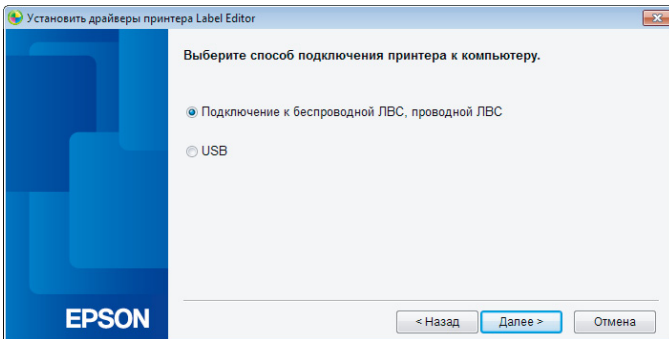 Установить драйверы принтера Label Editor
Выберите способ подключения принтера к компьютеру.
Подключение к беспроводной ЛВС, проводной ЛВС
USB
EPSON
< Назад
Далее >
Отмена